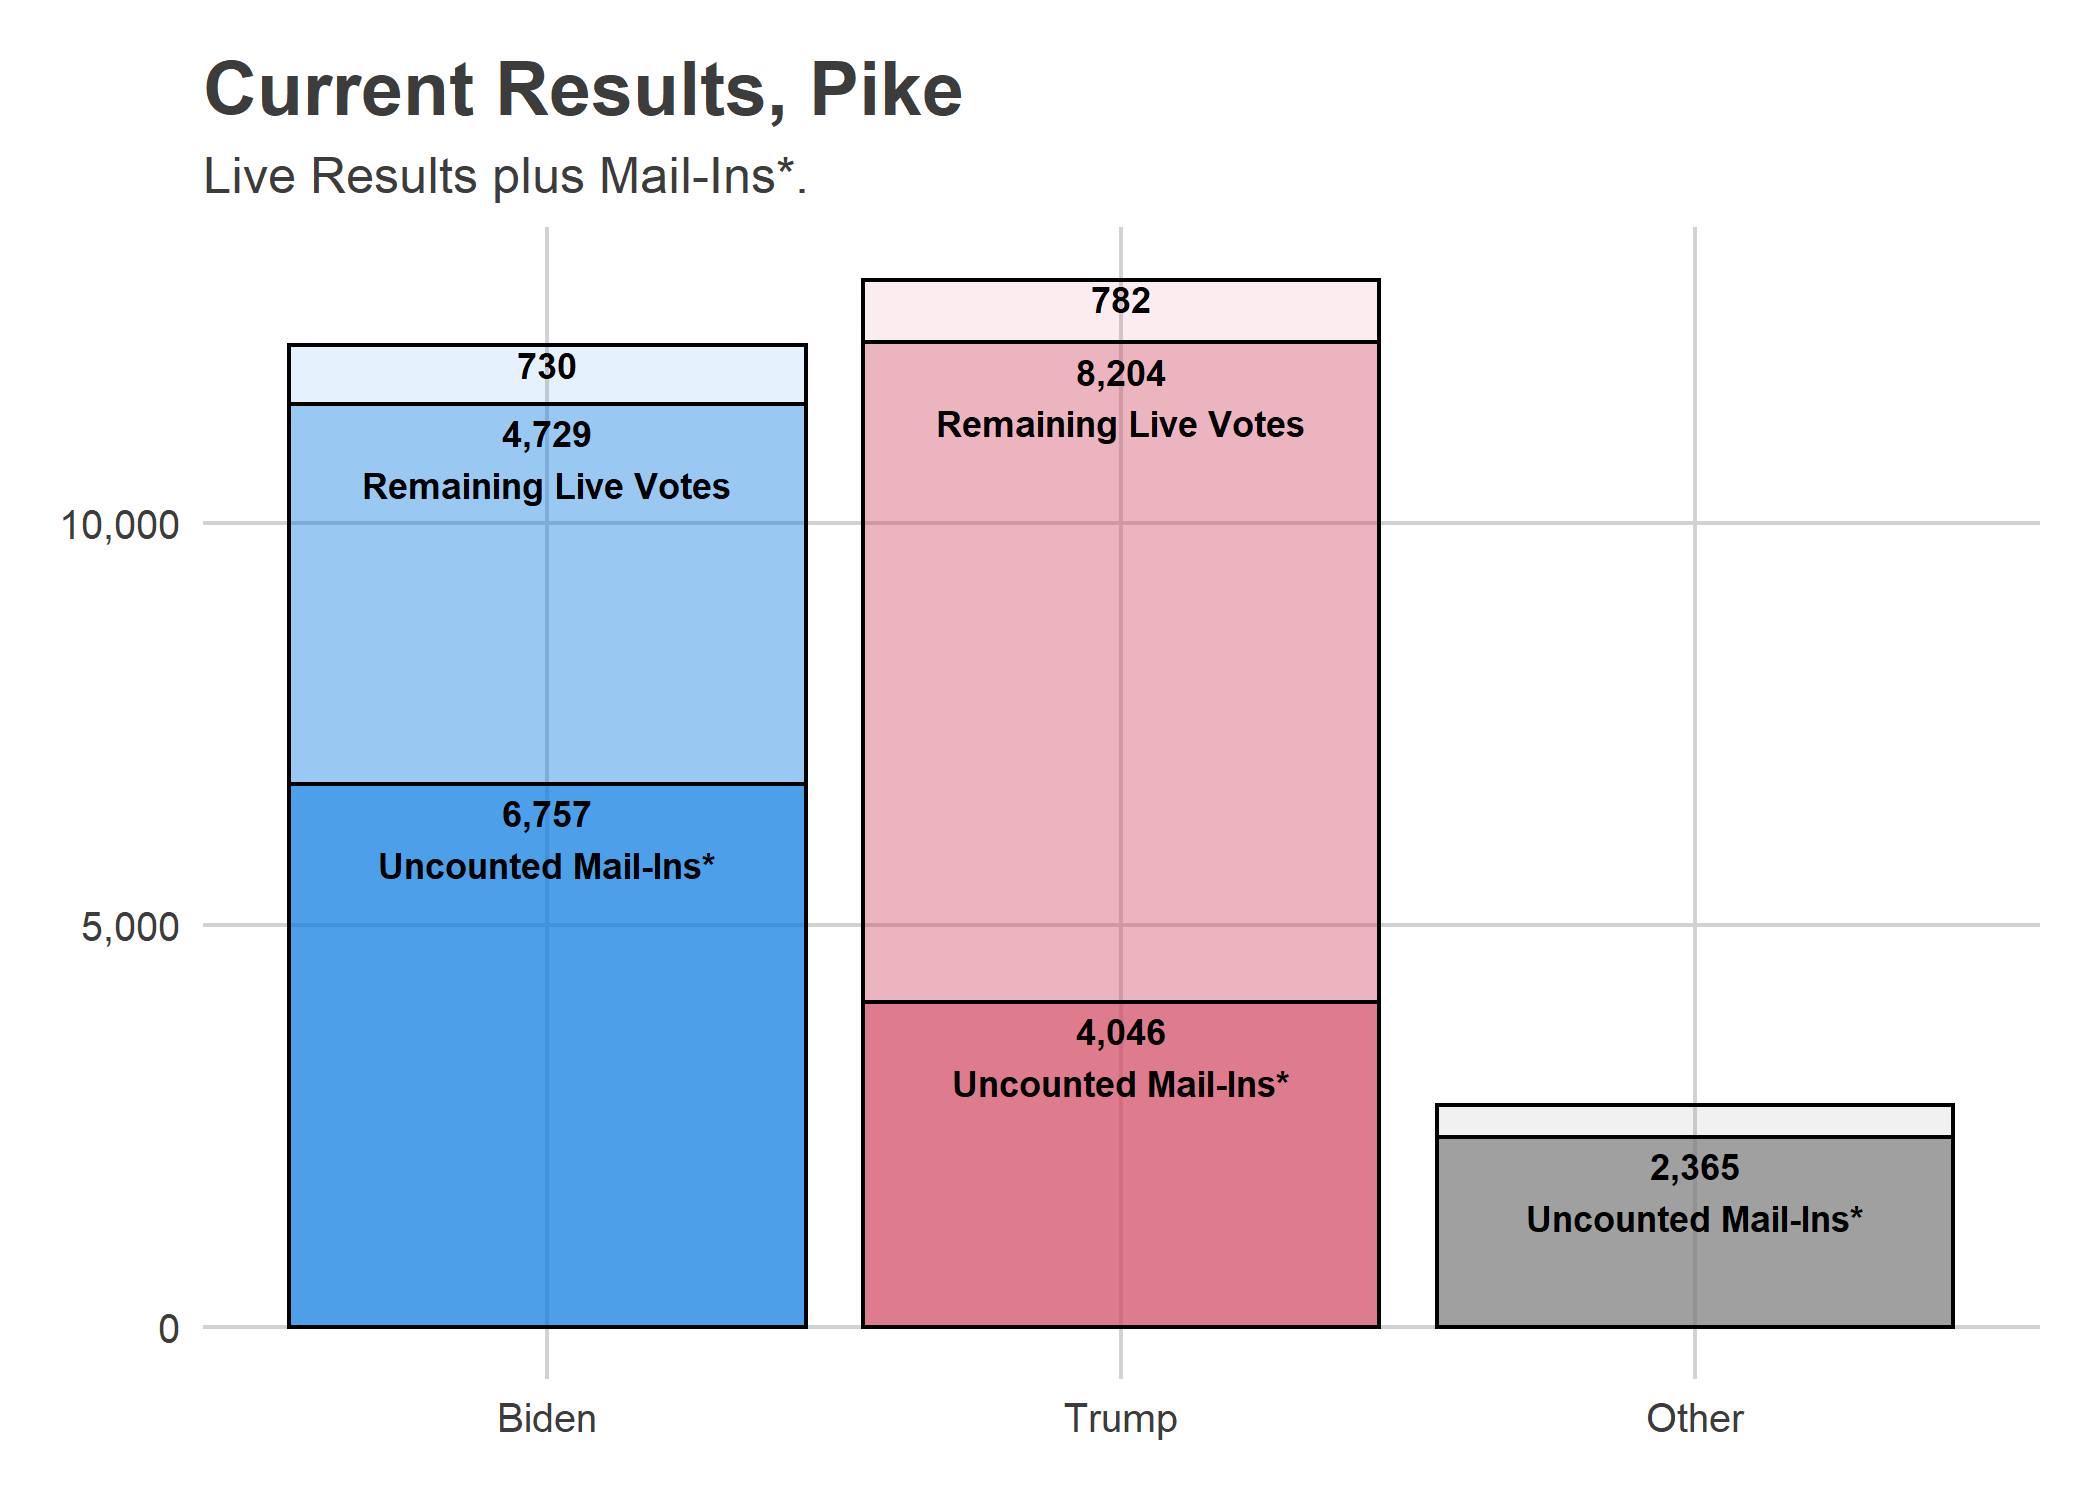 Current Results, Pike
Live Results plus Mail-Ins*.
730
4,729
Remaining Live Votes
6,757
Uncounted Mail-Ins*
782
8,204
Remaining Live Votes
4,046
Uncounted Mail-Ins*
2,365
Uncounted Mail-Ins*
10,000
5,000
0
Biden
Trump
Other